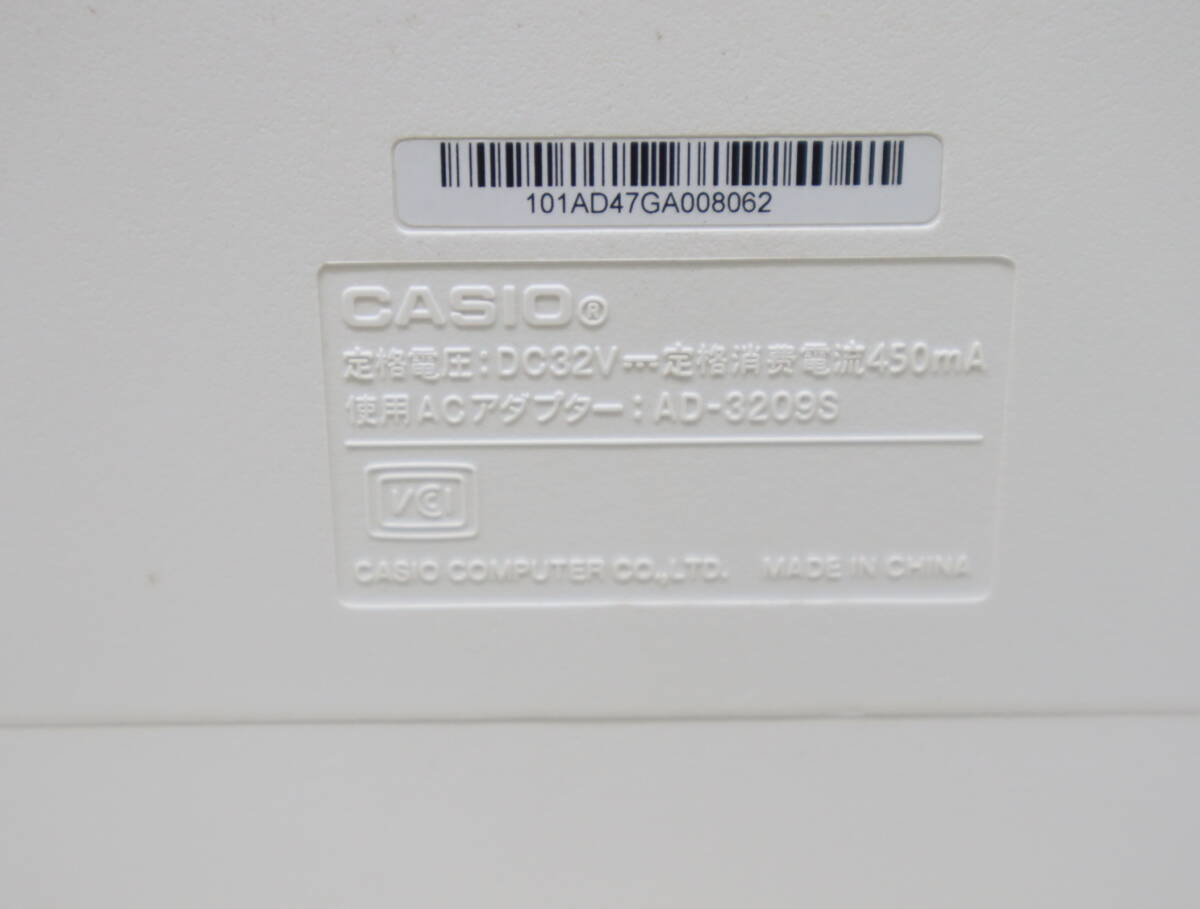 101AD47GA008062
CASIO®
定格電圧:DC32V⎓定格消費電流450mA
使用ACアダプター:AD-3209S
VCCI
CASIO COMPUTER CO.,LTD. MADE IN CHINA